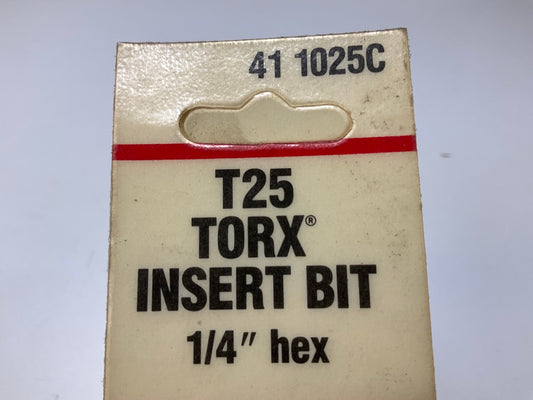 41 1025C
T25
TORX®
INSERT BIT
1/4" hex